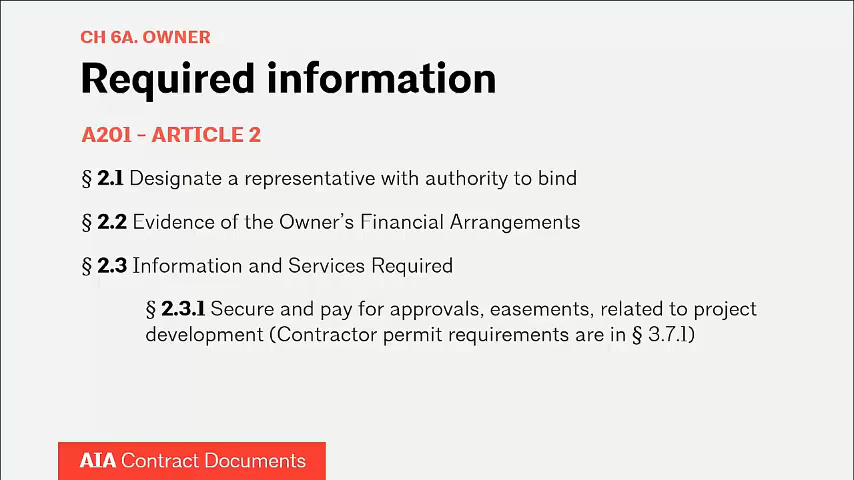 CH 6A. OWNER
Required information
A201 – ARTICLE 2
§ 2.1 Designate a representative with authority to bind
§ 2.2 Evidence of the Owner’s Financial Arrangements
§ 2.3 Information and Services Required
§ 2.3.1 Secure and pay for approvals, easements, related to project
development (Contractor permit requirements are in § 3.7.1)
AIA Contract Documents